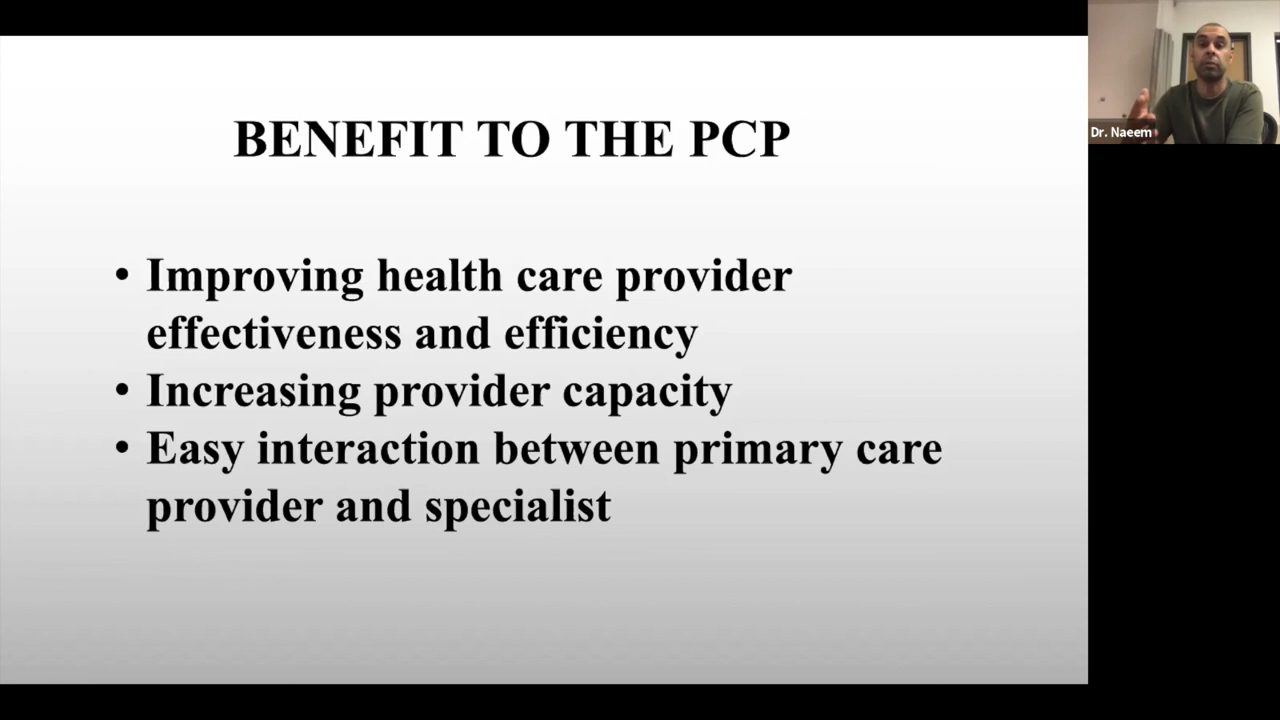 BENEFIT TO THE PCP
• Improving health care provider
effectiveness and efficiency
• Increasing provider capacity
• Easy interaction between primary care
provider and specialist
Dr. Naeem